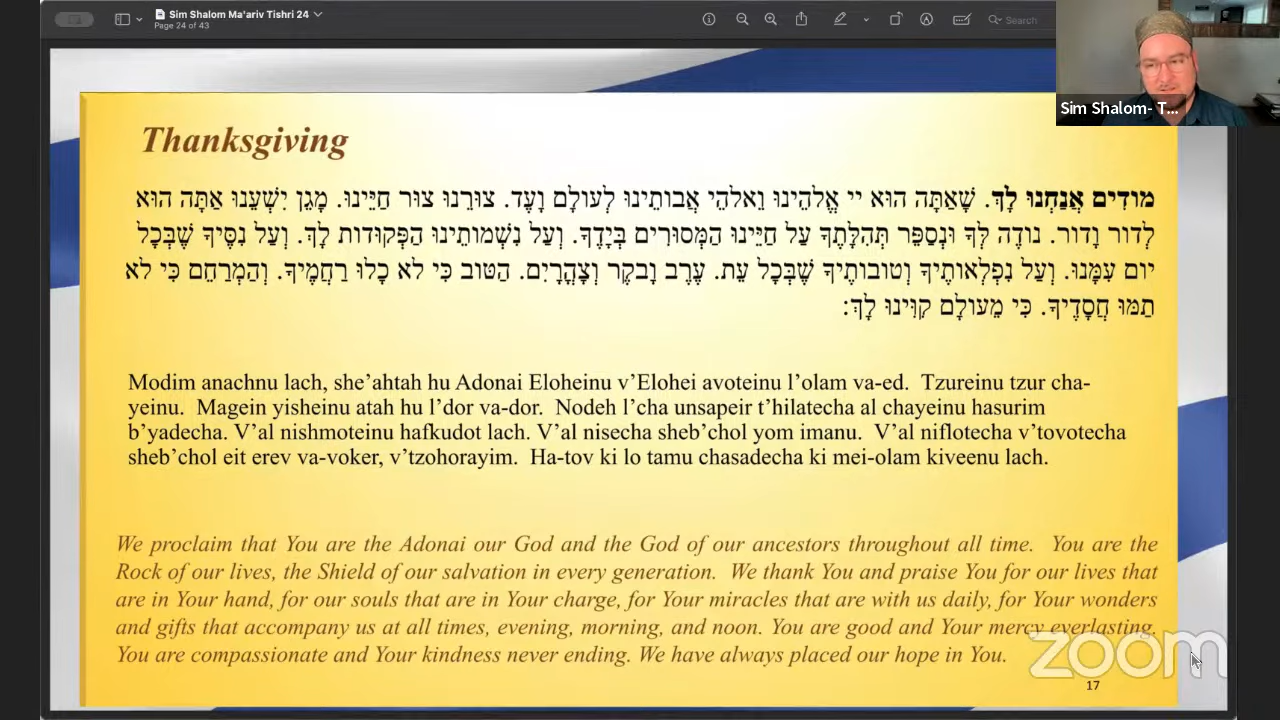 Sim Shalom Ma'ariv Tishri 24
Page 24 of 43
Search
Sim Shalom- T...
Thanksgiving
מוֹדִים אֲנַחְנוּ לָךְ. שָׁאַתָּה הוּא יי אֱלֹהֵינוּ וֵאלֹהֵי אֲבוֹתֵינוּ לְעוֹלָם וָעֶד. צוּרֵנוּ צוּר חַיֵּינוּ. מָגֵן יִשְׁעֵנוּ אַתָּה הוּא
לְדוֹר וָדוֹר. נוֹדֶה לְּךָ וּנְסַפֵּר תְּהִלָּתֶךָ עַל חַיֵּינוּ הַמְּסוּרִים בְּיָדֶךָ. וְעַל נִשְׁמוֹתֵינוּ הַפְּקוּדוֹת לָךְ. וְעַל נִסֶּיךָ שֶׁבְּכָל
יוֹם עִמָּנוּ. וְעַל נִפְלְאוֹתֶיךָ וְטוֹבוֹתֶיךָ שֶׁבְּכָל עֵת. עֶרֶב וָבֹקֶר וְצָהֳרָיִם. הַטּוֹב כִּי לֹא כָלוּ רַחֲמֶיךָ. וְהַמְרַחֵם כִּי לֹא
תַמּוּ חֲסָדֶיךָ. כִּי מֵעוֹלָם קִוִּינוּ לָךְ:
Modim anachnu lach, she’ahtah hu Adonai Eloheinu v’Elohei avoteinu l’olam va-ed. Tzureinu tzur cha-
yeinu. Magein yisheinu atah hu l’dor va-dor. Nodeh l’cha unsapeir t’hilatecha al chayeinu hasurim
b’yadecha. V’al nishmoteinu hafkudot lach. V’al nisecha sheb’chol yom imanu. V’al niflotecha v’tovotecha
sheb’chol eit erev va-voker, v’tzohorayim. Ha-tov ki lo tamu chasadecha ki mei-olam kiveenu lach.
We proclaim that You are the Adonai our God and the God of our ancestors throughout all time. You are the
Rock of our lives, the Shield of our salvation in every generation. We thank You and praise You for our lives that
are in Your hand, for our souls that are in Your charge, for Your miracles that are with us daily, for Your wonders
and gifts that accompany us at all times, evening, morning, and noon. You are good and Your mercy everlasting.
You are compassionate and Your kindness never ending. We have always placed our hope in You.
zoom
17